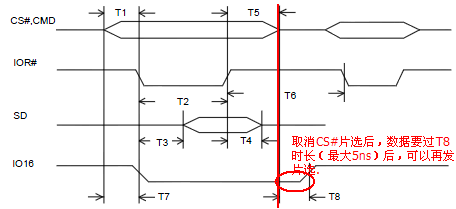 CS#,CMD
T1
T5
IOR#
T2
T6
SD
T3
T4
取消CS#片选后，数据要过T8
时长（最大5ns）后，可以再发
片选.
IO16
T7
T8